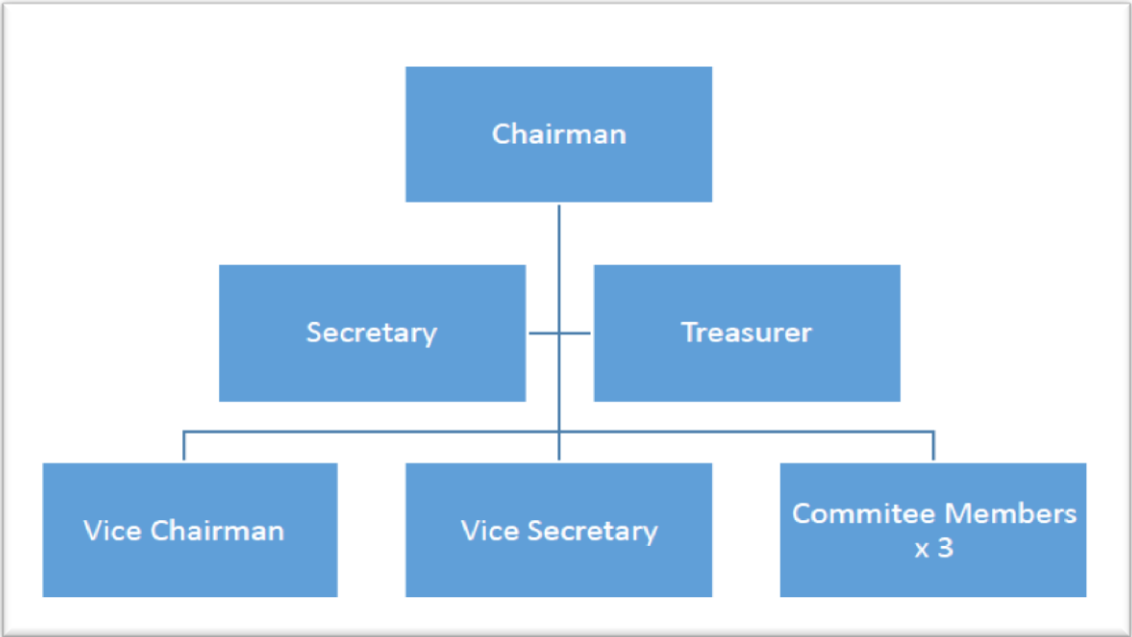 Chairman
Secretary
Treasurer
Vice Chairman
Vice Secretary
Commitee Members
x 3